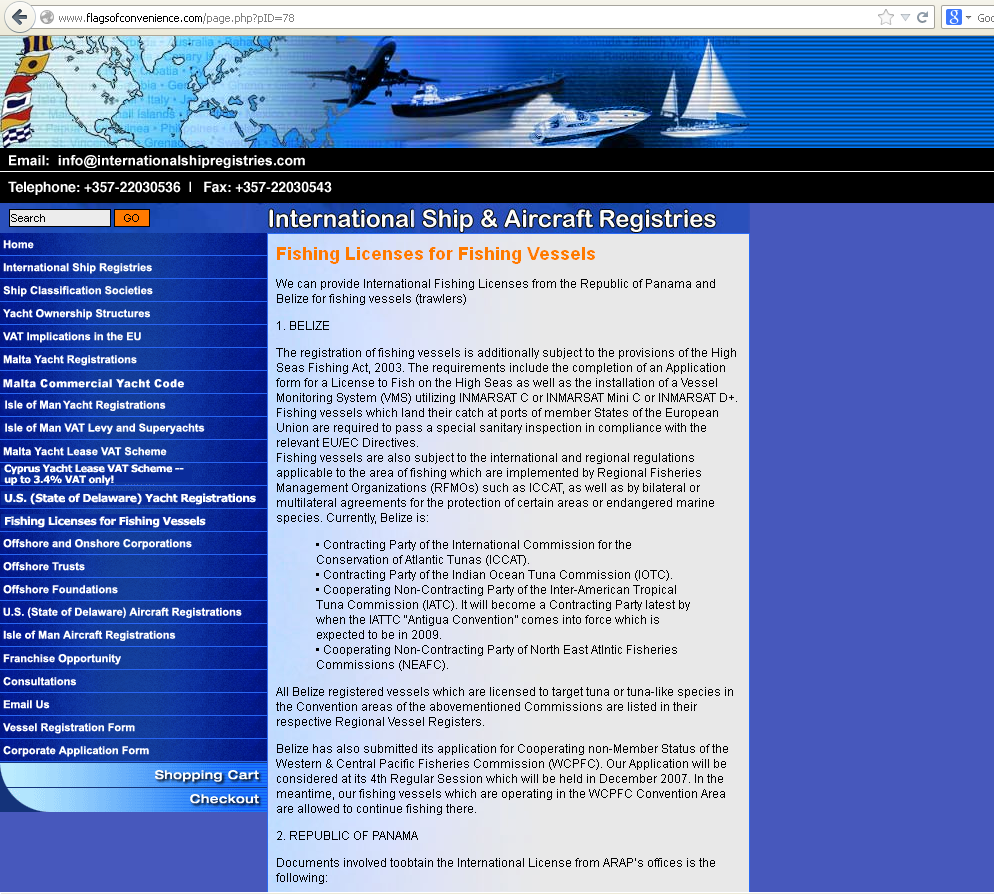 www.flagsofconvenience.com/page.php?pID=78
Goo
Email: info@internationalshipregistries.com
Telephone: +357-22030536 | Fax: +357-22030543
Search GO
International Ship & Aircraft Registries
Home
International Ship Registries
Ship Classification Societies
Yacht Ownership Structures
VAT Implications in the EU
Malta Yacht Registrations
Malta Commercial Yacht Code
Isle of Man Yacht Registrations
Isle of Man VAT Levy and Superyachts
Malta Yacht Lease VAT Scheme
Cyprus Yacht Lease VAT Scheme --
up to 3.4% VAT only!
U.S. (State of Delaware) Yacht Registrations
Fishing Licenses for Fishing Vessels
Offshore and Onshore Corporations
Offshore Trusts
Offshore Foundations
U.S. (State of Delaware) Aircraft Registrations
Isle of Man Aircraft Registrations
Franchise Opportunity
Consultations
Email Us
Vessel Registration Form
Corporate Application Form
Shopping Cart
Checkout
Fishing Licenses for Fishing Vessels
We can provide International Fishing Licenses from the Republic of Panama and
Belize for fishing vessels (trawlers)
1. BELIZE
The registration of fishing vessels is additionally subject to the provisions of the High
Seas Fishing Act, 2003. The requirements include the completion of an Application
form for a License to Fish on the High Seas as well as the installation of a Vessel
Monitoring System (VMS) utilizing INMARSAT C or INMARSAT Mini C or INMARSAT D+.
Fishing vessels which land their catch at ports of member States of the European
Union are required to pass a special sanitary inspection in compliance with the
relevant EU/EC Directives.
Fishing vessels are also subject to the international and regional regulations
applicable to the area of fishing which are implemented by Regional Fisheries
Management Organizations (RFMOs) such as ICCAT, as well as by bilateral or
multilateral agreements for the protection of certain areas or endangered marine
species. Currently, Belize is:
▪ Contracting Party of the International Commission for the
Conservation of Atlantic Tunas (ICCAT).
▪ Contracting Party of the Indian Ocean Tuna Commission (IOTC).
▪ Cooperating Non-Contracting Party of the Inter-American Tropical
Tuna Commission (IATC). It will become a Contracting Party latest by
when the IATTC "Antigua Convention" comes into force which is
expected to be in 2009.
▪ Cooperating Non-Contracting Party of North East Atlntic Fisheries
Commissions (NEAFC).
All Belize registered vessels which are licensed to target tuna or tuna-like species in
the Convention areas of the abovementioned Commissions are listed in their
respective Regional Vessel Registers.
Belize has also submitted its application for Cooperating non-Member Status of the
Western & Central Pacific Fisheries Commission (WCPFC). Our Application will be
considered at its 4th Regular Session which will be held in December 2007. In the
meantime, our fishing vessels which are operating in the WCPFC Convention Area
are allowed to continue fishing there.
2. REPUBLIC OF PANAMA
Documents involved toobtain the International License from ARAP's offices is the
following: